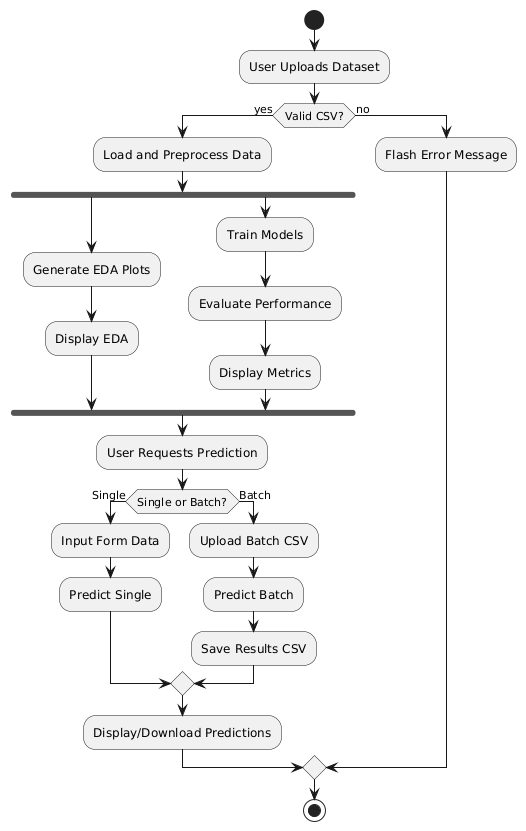 User Uploads Dataset
yes
Valid CSV?
no
Load and Preprocess Data
Flash Error Message
Generate EDA Plots
Display EDA
Train Models
Evaluate Performance
Display Metrics
User Requests Prediction
Single
Single or Batch?
Batch
Input Form Data
Predict Single
Upload Batch CSV
Predict Batch
Save Results CSV
Display/Download Predictions